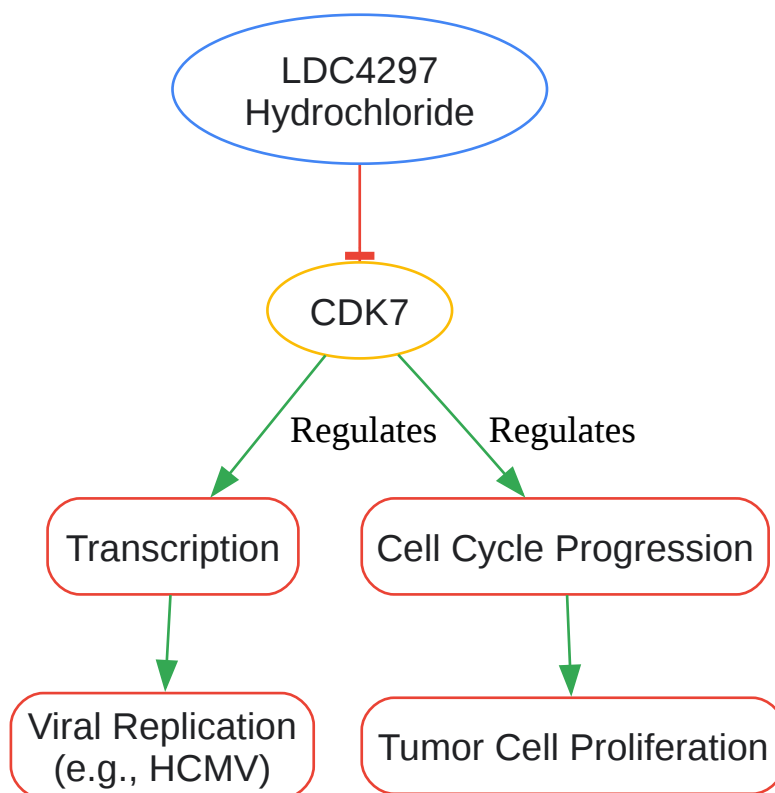 LDC4297
Hydrochloride
CDK7
Regulates
Regulates
Transcription
Cell Cycle Progression
Viral Replication
(e.g., HCMV)
Tumor Cell Proliferation